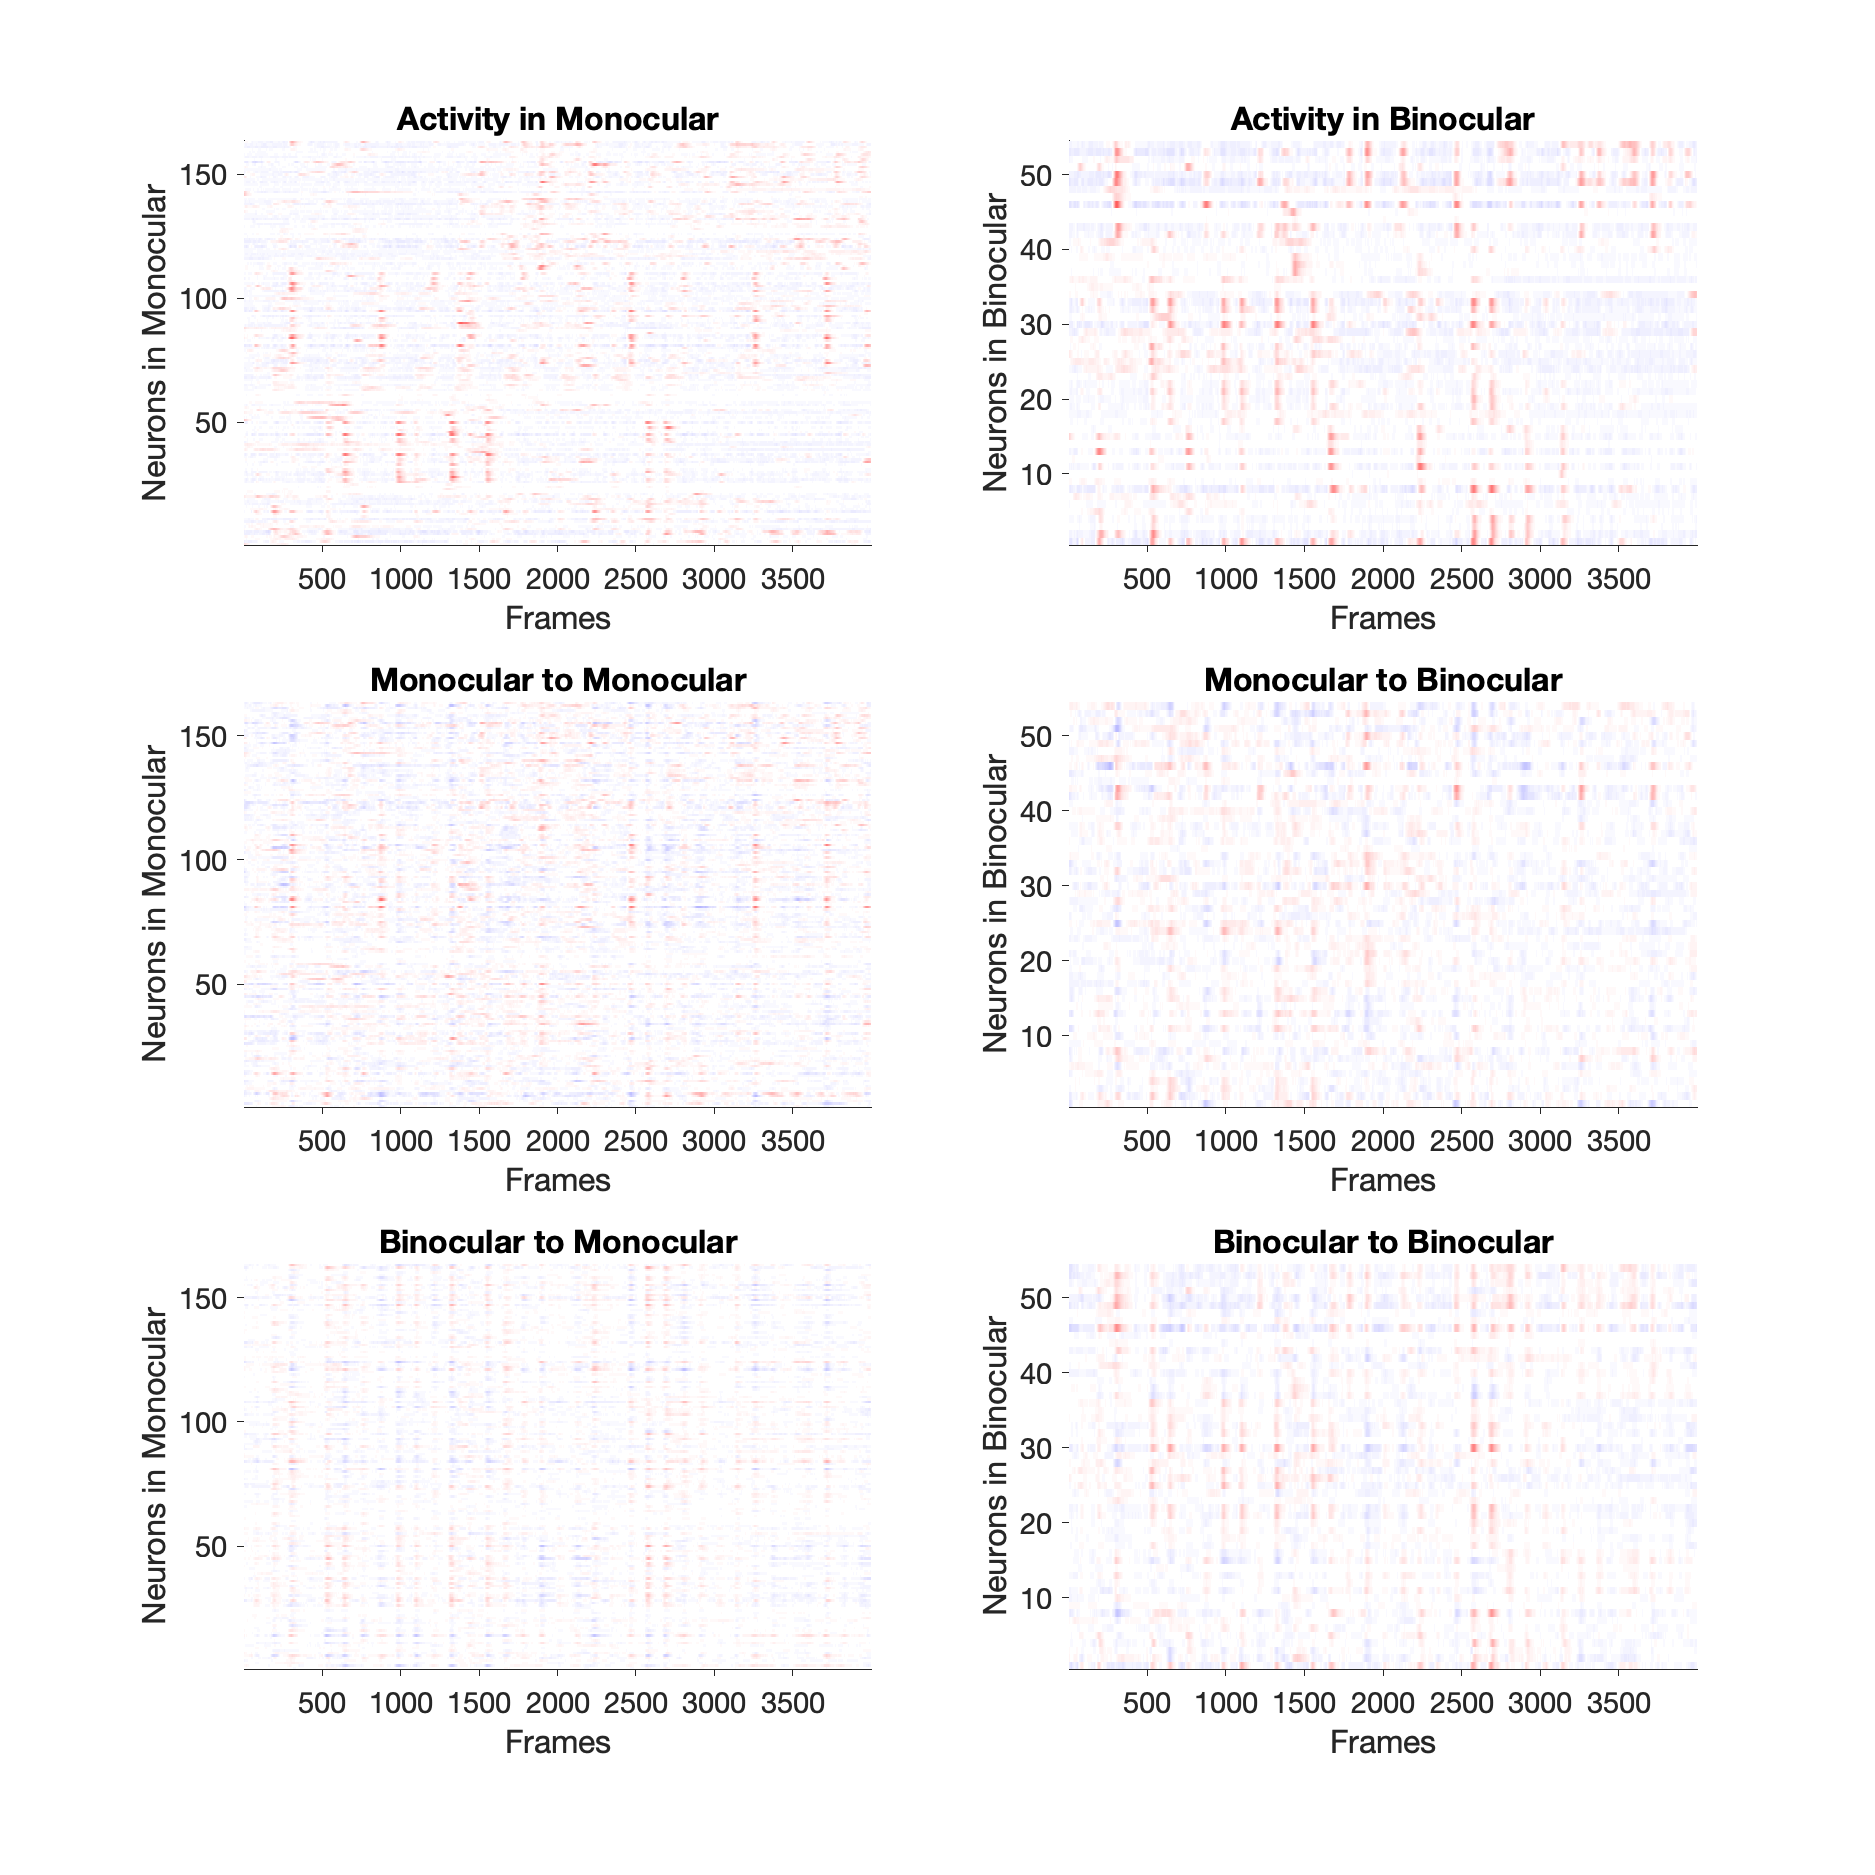 Activity in Monocular
Neurons in Monocular
150
100
50
500 1000 1500 2000 2500 3000 3500
Frames
Activity in Binocular
Neurons in Binocular
50
40
30
20
10
500 1000 1500 2000 2500 3000 3500
Frames
Monocular to Monocular
Neurons in Monocular
150
100
50
500 1000 1500 2000 2500 3000 3500
Frames
Monocular to Binocular
Neurons in Binocular
50
40
30
20
10
500 1000 1500 2000 2500 3000 3500
Frames
Binocular to Monocular
Neurons in Monocular
150
100
50
500 1000 1500 2000 2500 3000 3500
Frames
Binocular to Binocular
Neurons in Binocular
50
40
30
20
10
500 1000 1500 2000 2500 3000 3500
Frames